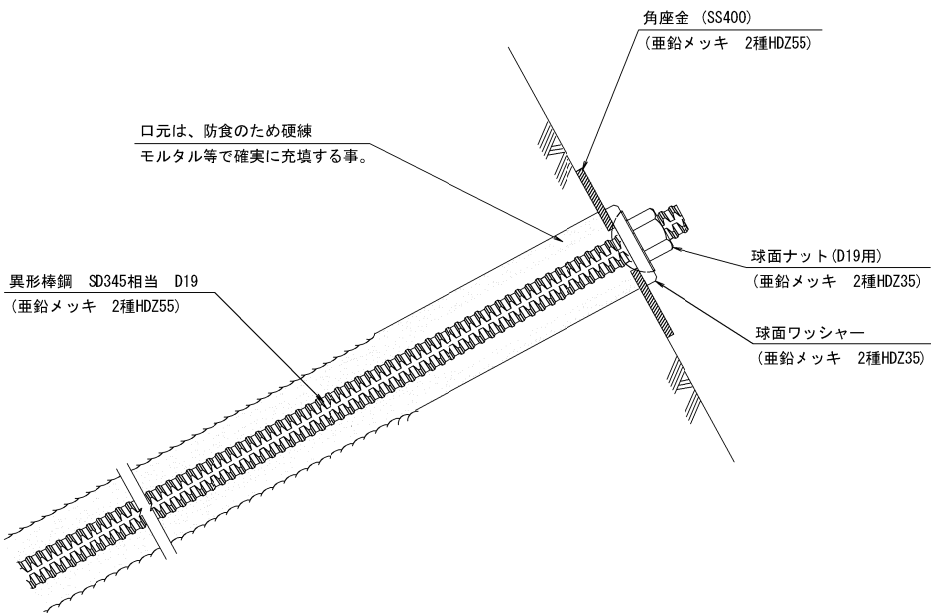 角座金 (SS400)
(亜鉛メッキ 2種HDZ55)
口元は、防食のため硬練
モルタル等で確実に充填する事。
球面ナット(D19用)
(亜鉛メッキ 2種HDZ35)
異形棒鋼 SD345相当 D19
(亜鉛メッキ 2種HDZ55)
球面ワッシャー
(亜鉛メッキ 2種HDZ35)